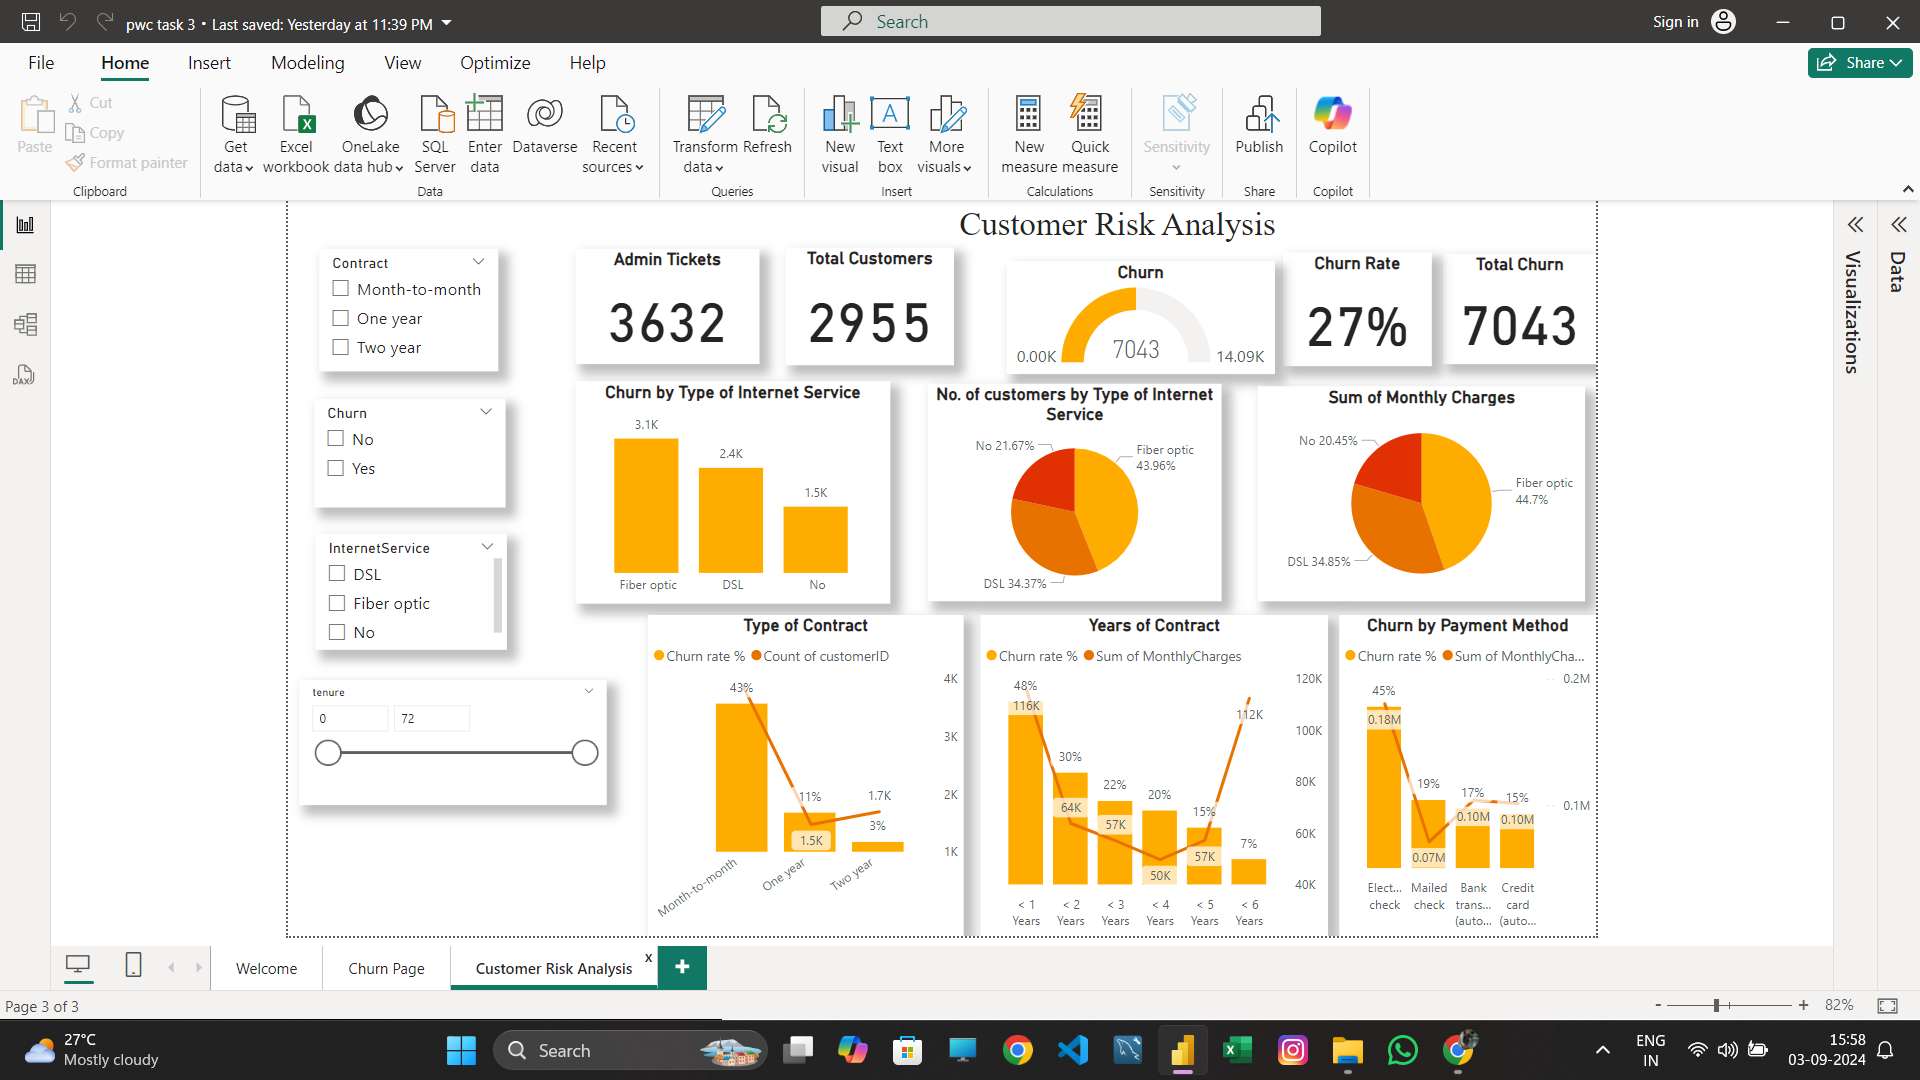 pwc task 3 • Last saved: Yesterday at 11:39 PM
Search
Sign in
File Home Insert Modeling View Optimize Help
Share
Paste
Cut
Copy
Format painter
Clipboard
Get data
Excel workbook
OneLake data hub
SQL Server
Enter data
Dataverse
Recent sources
Data
Transform data
Refresh
Queries
New visual
Text box
More visuals
Insert
New measure
Quick measure
Calculations
Sensitivity
Sensitivity
Publish
Share
Copilot
Copilot
DAX
Customer Risk Analysis
Contract
Month-to-month
One year
Two year
Churn
No
Yes
InternetService
DSL
Fiber optic
No
tenure
0 72
Admin Tickets
3632
Total Customers
2955
Churn
7043
0.00K 14.09K
Churn Rate
27%
Total Churn
7043
Churn by Type of Internet Service
3.1K
2.4K
1.5K
Fiber optic DSL No
No. of customers by Type of Internet
Service
No 21.67%
Fiber optic
43.96%
DSL 34.37%
Sum of Monthly Charges
No 20.45%
Fiber optic
44.7%
DSL 34.85%
Type of Contract
Churn rate % Count of customerID
43%
11%
1.7K
3%
1.5K
4K
3K
2K
1K
Month-to-month One year Two year
Years of Contract
Churn rate % Sum of MonthlyCharges
48%
116K
30%
64K
22%
57K
20%
50K
15%
57K
7%
112K
120K
100K
80K
60K
40K
< 1 < 2 < 3 < 4 < 5 < 6
Years Years Years Years Years Years
Churn by Payment Method
Churn rate % Sum of MonthlyCha...
45%
0.18M
19%
0.07M
17%
0.10M
15%
0.10M
0.2M
0.1M
Elect... Mailed Bank Credit
check check trans... card
(auto... (auto...
Visualizations
Data
Welcome Churn Page Customer Risk Analysis x +
Page 3 of 3
- + 82%
27°C
Mostly cloudy
Search
ENG
IN
15:58
03-09-2024